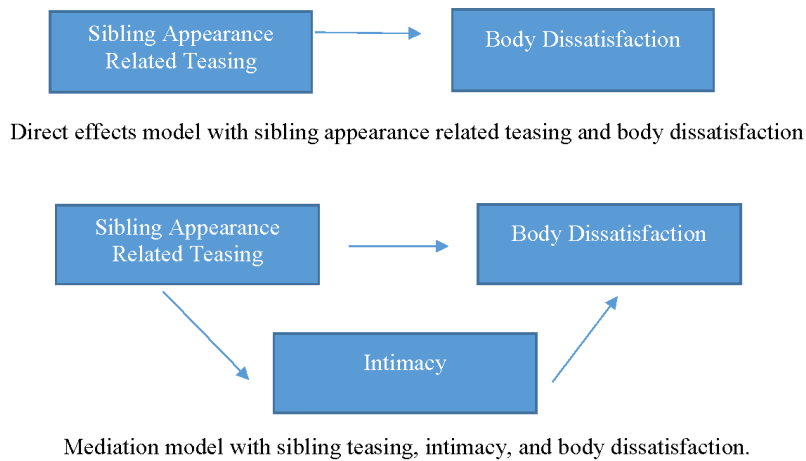 Sibling Appearance
Related Teasing
Body Dissatisfaction
Direct effects model with sibling appearance related teasing and body dissatisfaction
Sibling Appearance
Related Teasing
Body Dissatisfaction
Intimacy
Mediation model with sibling teasing, intimacy, and body dissatisfaction.